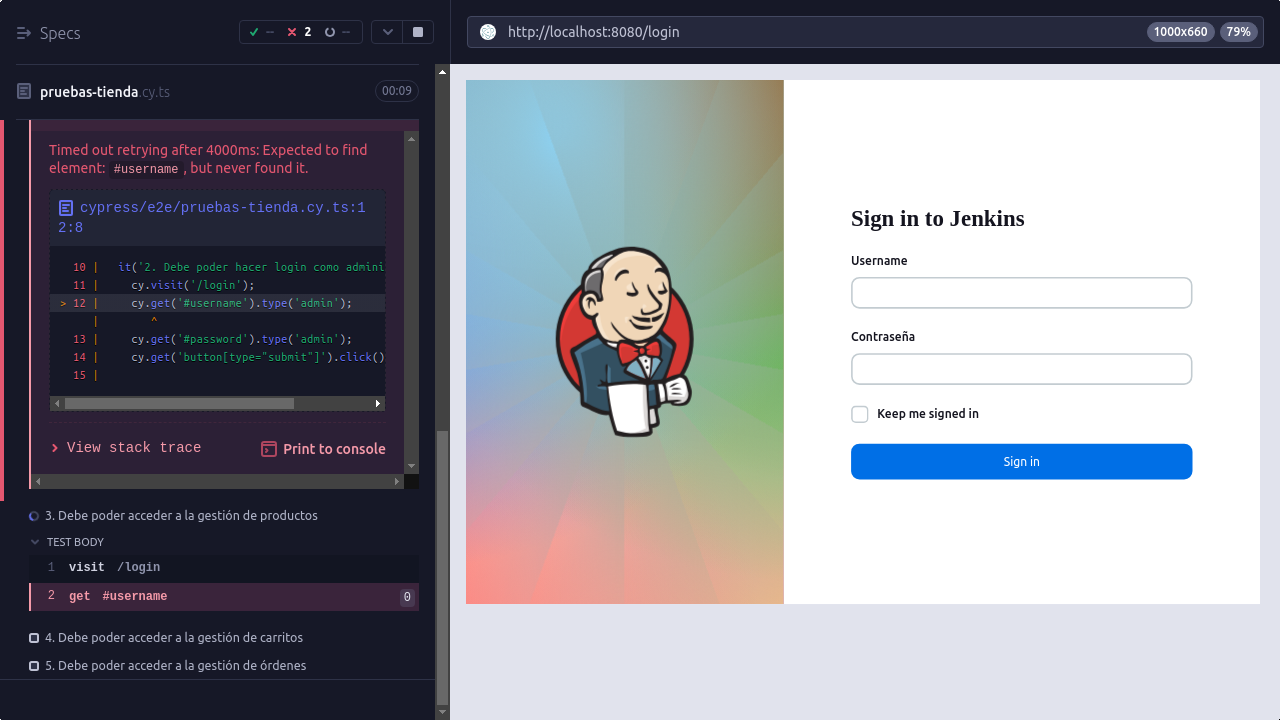 Specs
-- 2 --
pruebas-tienda.cy.ts
00:09
Timed out retrying after 4000ms: Expected to find
element: #username, but never found it.
cypress/e2e/pruebas-tienda.cy.ts:1
2:8
10 | it('2. Debe poder hacer login como admini
11 | cy.visit('/login');
> 12 | cy.get('#username').type('admin');
| ^
13 | cy.get('#password').type('admin');
14 | cy.get('button[type="submit"]').click()
15 |
View stack trace
Print to console
3. Debe poder acceder a la gestión de productos
TEST BODY
1 visit /login
2 get #username 0
4. Debe poder acceder a la gestión de carritos
5. Debe poder acceder a la gestión de órdenes
http://localhost:8080/login
1000x660 79%
Sign in to Jenkins
Username
Contraseña
Keep me signed in
Sign in